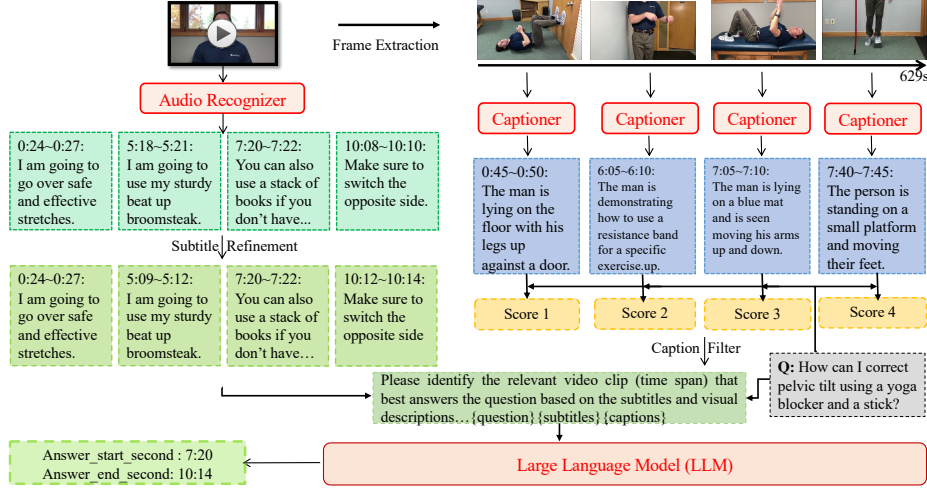 Frame Extraction
629s
Audio Recognizer
Captioner
Captioner
Captioner
Captioner
0:24~0:27:
I am going to
go over safe
and effective
stretches.
5:18~5:21:
I am going to
use my sturdy
beat up
broomsteak.
7:20~7:22:
You can also
use a stack of
books if you
don't have...
10:08~10:10:
Make sure to
switch the
opposite side.
0:45~0:50:
The man is
lying on the
floor with his
legs up
against a door.
6:05~6:10:
The man is
demonstrating
how to use a
resistance band
for a specific
exercise.up.
7:05~7:10:
The man is lying
on a blue mat
and is seen
moving his arms
up and down.
7:40~7:45:
The person is
standing on a
small platform
and moving
their feet.
Subtitle Refinement
0:24~0:27:
I am going to
go over safe
and effective
stretches.
5:09~5:12:
I am going to
use my sturdy
beat up
broomsteak.
7:20~7:22:
You can also
use a stack of
books if you
don't have…
10:12~10:14:
Make sure to
switch the
opposite side
Score 1
Score 2
Score 3
Score 4
Caption Filter
Q: How can I correct
pelvic tilt using a yoga
blocker and a stick?
Please identify the relevant video clip (time span) that
best answers the question based on the subtitles and visual
descriptions…{question}{subtitles}{captions}
Answer_start_second : 7:20
Answer_end_second: 10:14
Large Language Model (LLM)